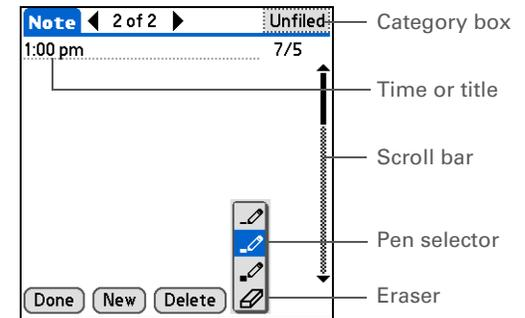 Note 2 of 2 Unfiled
Category box
1:00 pm 7/5
Time or title
Scroll bar
Pen selector
Eraser
Done New Delete